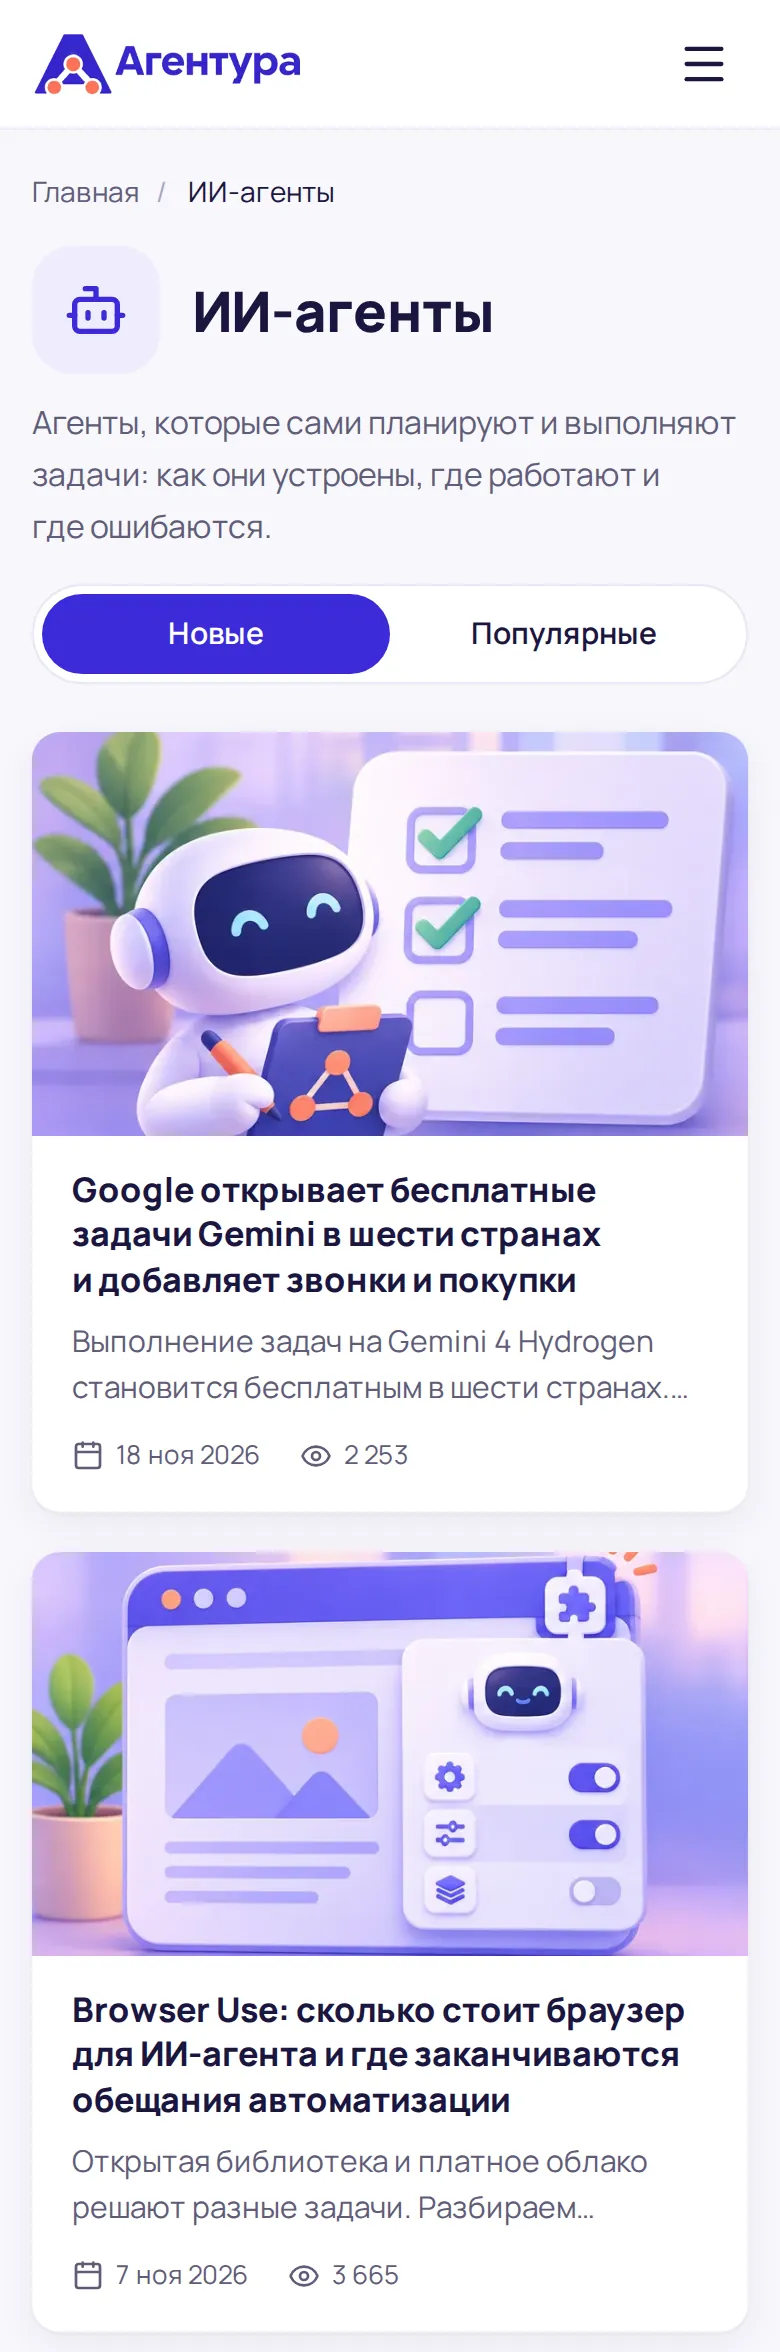 Агентура
Главная / ИИ-агенты
ИИ-агенты
Агенты, которые сами планируют и выполняют
задачи: как они устроены, где работают и
где ошибаются.
Новые
Популярные
Google открывает бесплатные
задачи Gemini в шести странах
и добавляет звонки и покупки
Выполнение задач на Gemini 4 Hydrogen
становится бесплатным в шести странах.…
18 ноя 2026 2 253
Browser Use: сколько стоит браузер
для ИИ-агента и где заканчиваются
обещания автоматизации
Открытая библиотека и платное облако
решают разные задачи. Разбираем…
7 ноя 2026 3 665